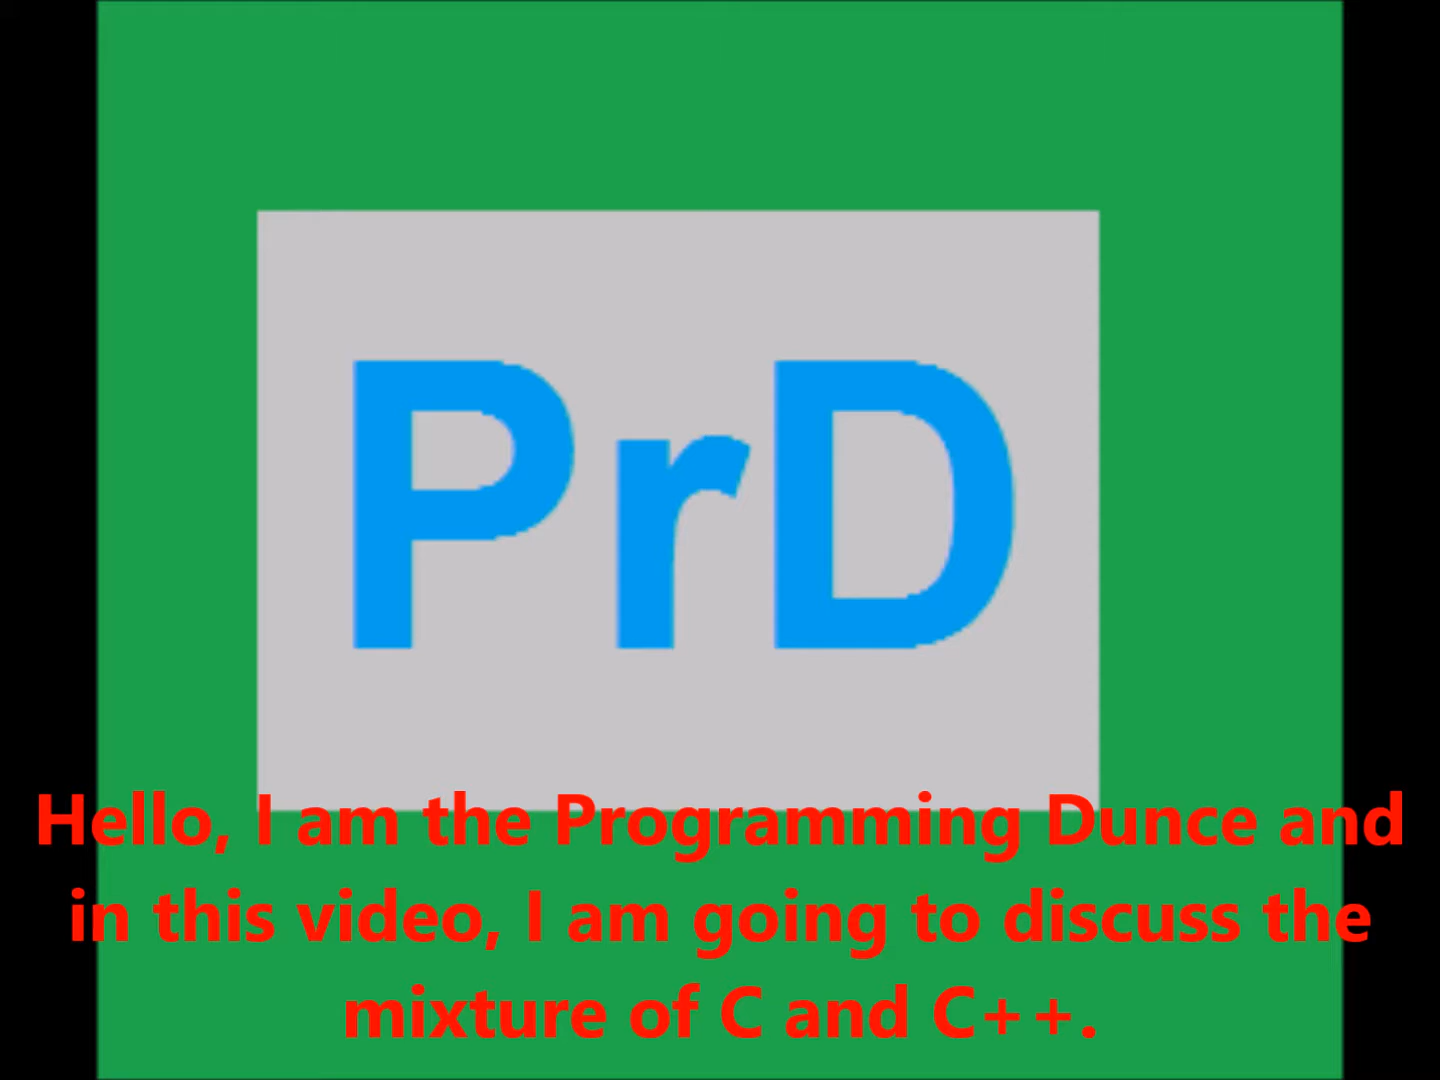 PrD
Hello, I am the Programming Dunce and
in this video, I am going to discuss the
mixture of C and C++.